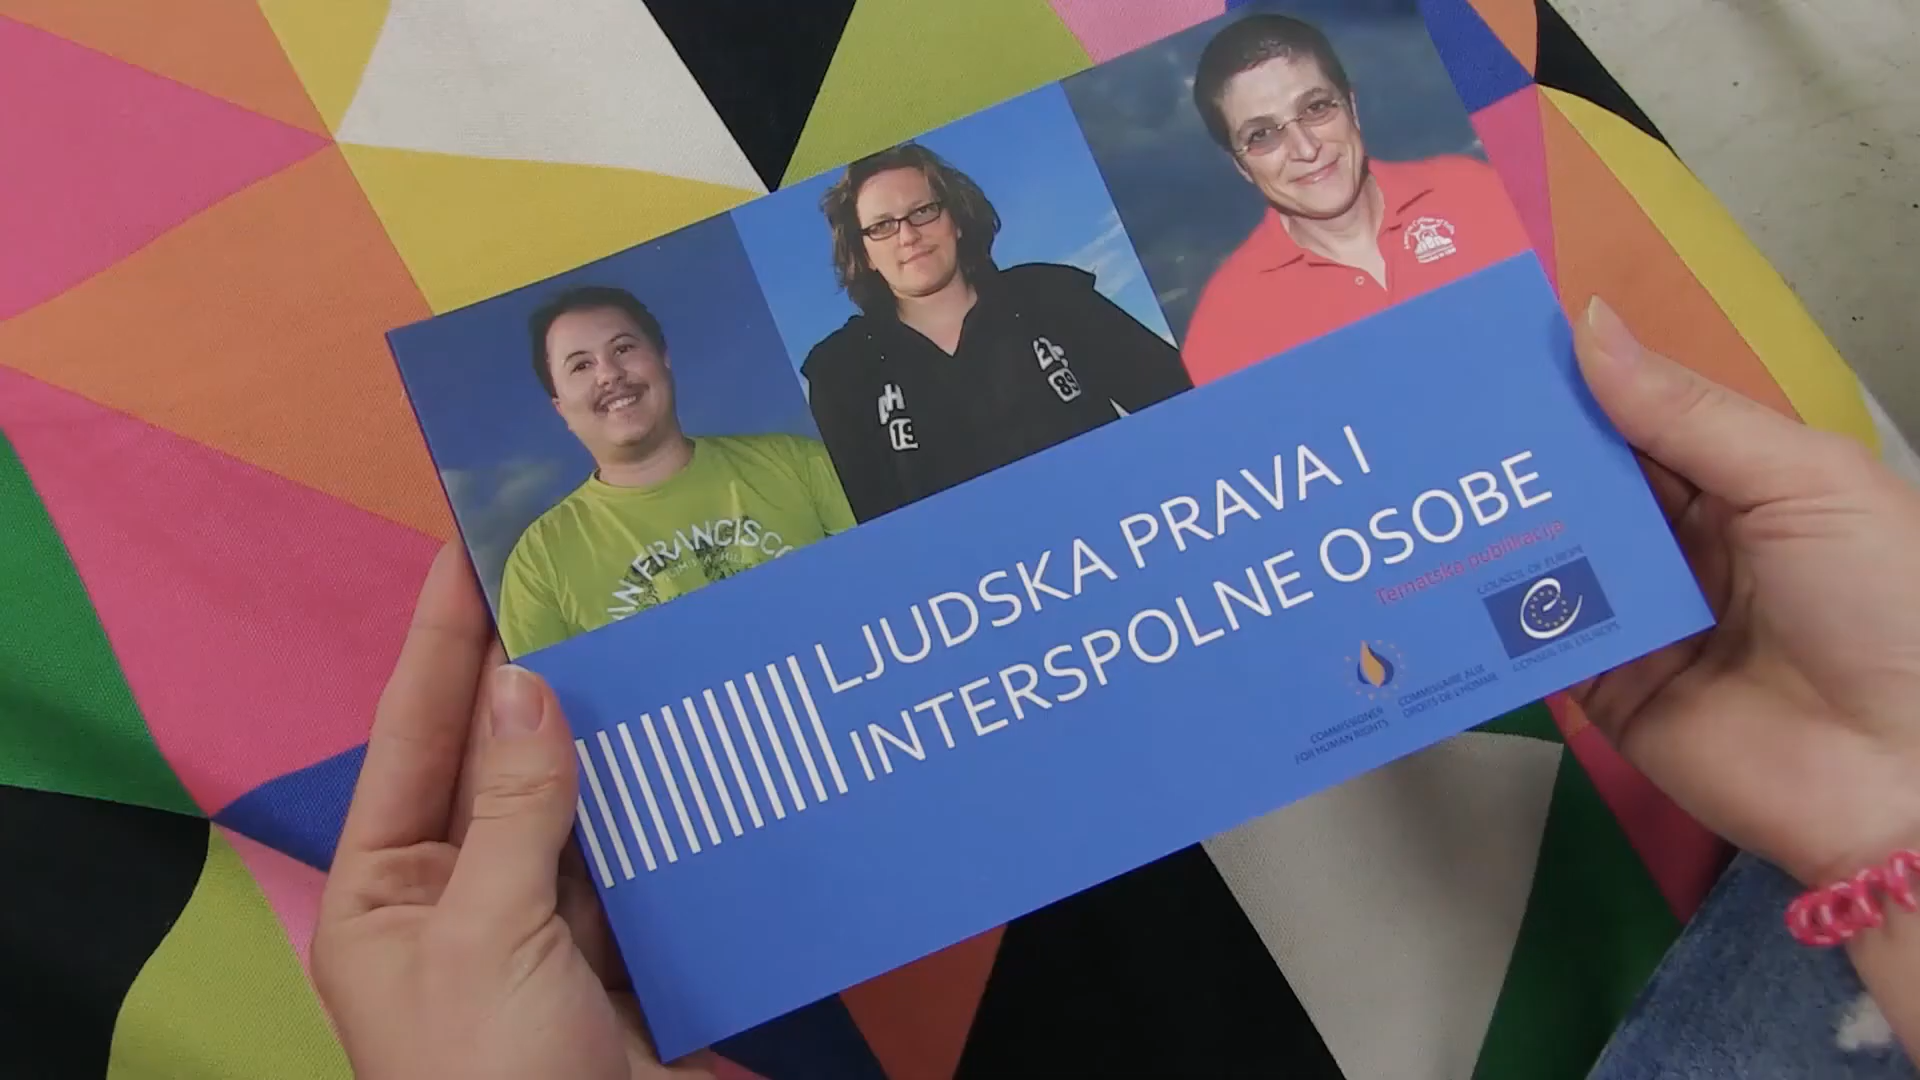 AN FRANCISCO
LJUDSKA PRAVA I
INTERSPOLNE OSOBE
Tematska publikacija
COUNCIL OF EUROPE
CONSEIL DE L'EUROPE
COMMISSIONER
FOR HUMAN RIGHTS
COMMISSAIRE AUX
DROITS DE L'HOMME